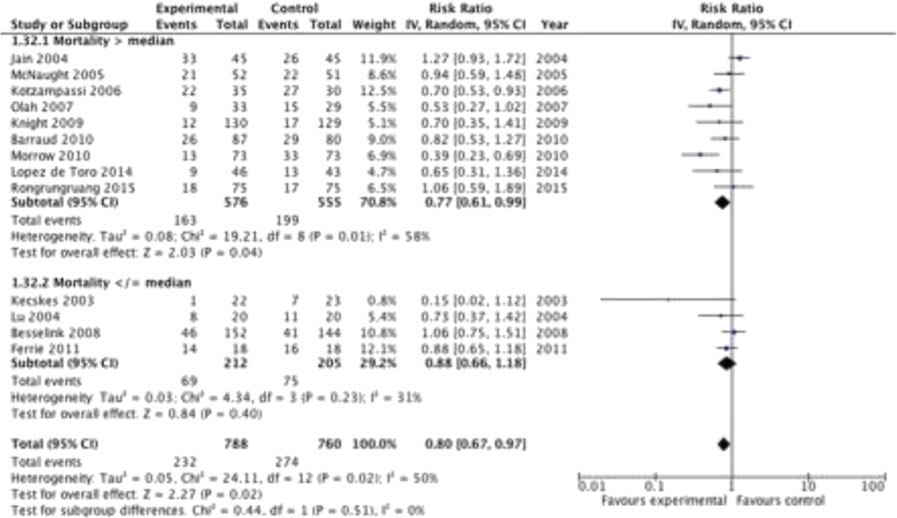 Experimental Control Risk Ratio Risk Ratio
Study or Subgroup Events Total Events Total Weight IV, Random, 95% CI Year IV, Random, 95% CI
1.32.1 Mortality > median
Jain 2004 33 45 26 45 11.9% 1.27 [0.93, 1.72] 2004
McNaught 2005 21 52 22 51 8.6% 0.94 [0.59, 1.48] 2005
Kotzampassi 2006 22 35 27 30 12.5% 0.70 [0.53, 0.93] 2006
Olah 2007 9 33 15 29 5.5% 0.53 [0.27, 1.02] 2007
Knight 2009 12 130 17 129 5.1% 0.70 [0.35, 1.41] 2009
Barraud 2010 26 87 29 80 9.0% 0.82 [0.53, 1.27] 2010
Morrow 2010 13 73 33 73 6.9% 0.39 [0.23, 0.69] 2010
Lopez de Toro 2014 9 46 13 43 4.7% 0.65 [0.31, 1.36] 2014
Rongrungruang 2015 18 75 17 75 6.5% 1.06 [0.59, 1.89] 2015
Subtotal (95% CI) 576 555 70.8% 0.77 [0.61, 0.99]
Total events 163 199
Heterogeneity: Tau² = 0.08; Chi² = 19.21, df = 8 (P = 0.01); I² = 58%
Test for overall effect: Z = 2.03 (P = 0.04)
1.32.2 Mortality </= median
Kecskes 2003 1 22 7 23 0.8% 0.15 [0.02, 1.12] 2003
Lu 2004 8 20 11 20 5.4% 0.73 [0.37, 1.42] 2004
Besselink 2008 46 152 41 144 10.8% 1.06 [0.75, 1.51] 2008
Ferrie 2011 14 18 16 18 12.1% 0.88 [0.65, 1.18] 2011
Subtotal (95% CI) 212 205 29.2% 0.88 [0.66, 1.18]
Total events 69 75
Heterogeneity: Tau² = 0.03; Chi² = 4.34, df = 3 (P = 0.23); I² = 31%
Test for overall effect: Z = 0.84 (P = 0.40)
Total (95% CI) 788 760 100.0% 0.80 [0.67, 0.97]
Total events 232 274
Heterogeneity: Tau² = 0.05; Chi² = 24.11, df = 12 (P = 0.02); I² = 50%
Test for overall effect: Z = 2.27 (P = 0.02)
Test for subgroup differences: Chi² = 0.44, df = 1 (P = 0.51), I² = 0%
0.01 0.1 1 10 100
Favours experimental Favours control